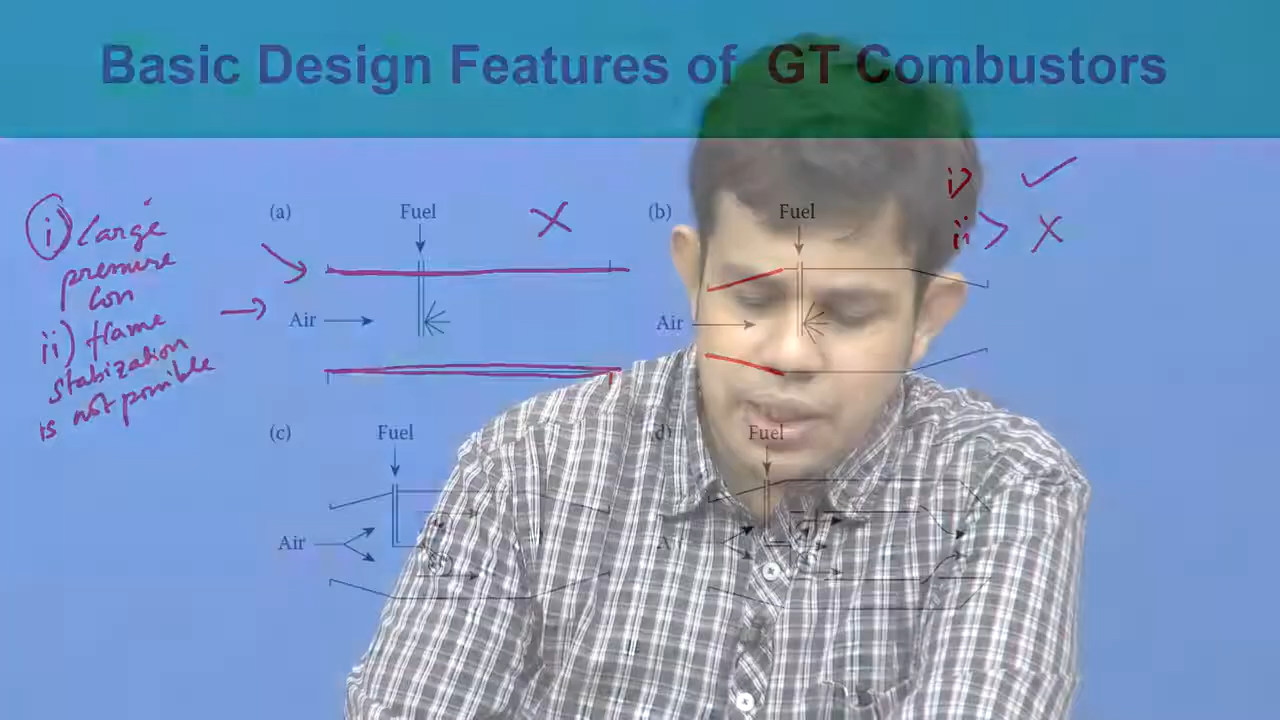 Basic Design Features of GT Combustors
(a)
Fuel
X
(b)
Fuel
i> ✓
ii> X
i) Large
pressure
loss
ii) flame
stabization
is not possible
Air
Air
(c)
Fuel
(d)
Fuel
Air
A